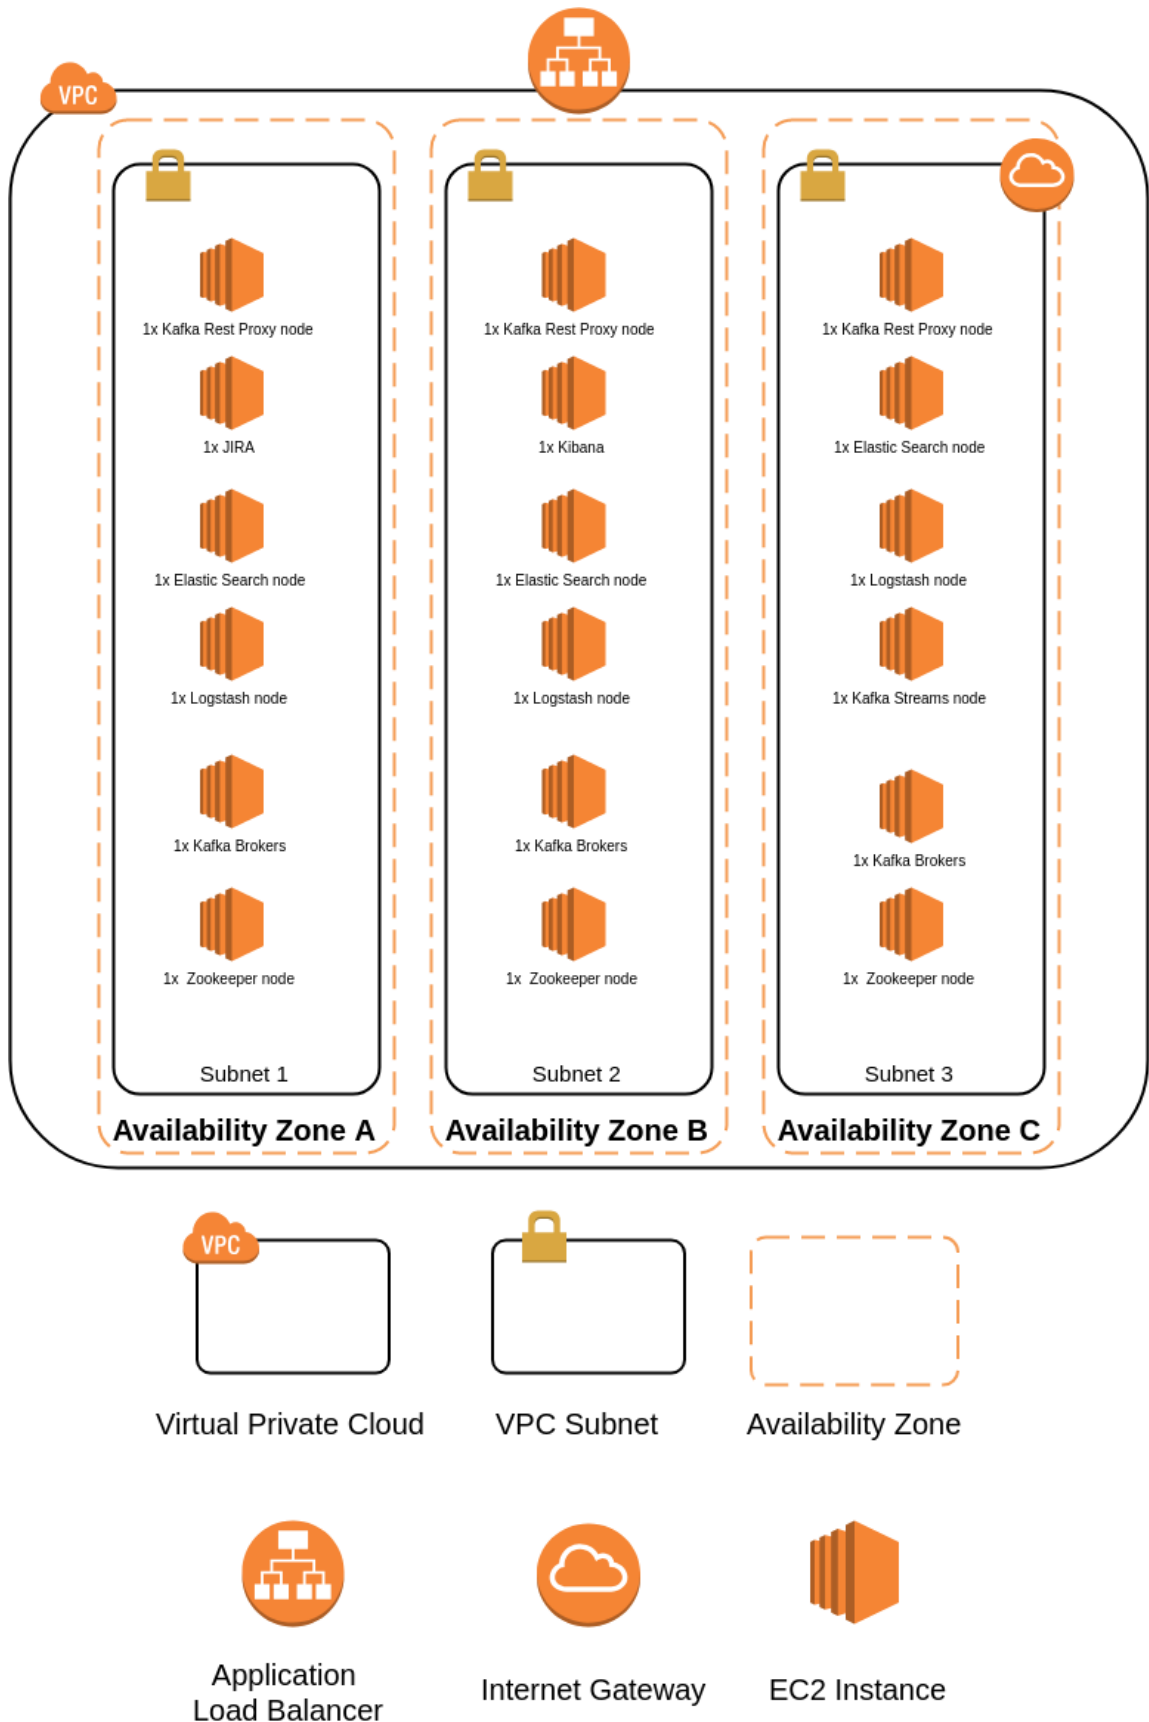 VPC
1x Kafka Rest Proxy node
1x JIRA
1x Elastic Search node
1x Logstash node
1x Kafka Brokers
1x  Zookeeper node
Subnet 1
Availability Zone A
1x Kafka Rest Proxy node
1x Kibana
1x Elastic Search node
1x Logstash node
1x Kafka Brokers
1x  Zookeeper node
Subnet 2
Availability Zone B
1x Kafka Rest Proxy node
1x Elastic Search node
1x Logstash node
1x Kafka Streams node
1x Kafka Brokers
1x  Zookeeper node
Subnet 3
Availability Zone C
VPC
Virtual Private Cloud
VPC Subnet
Availability Zone
Application
Load Balancer
Internet Gateway
EC2 Instance